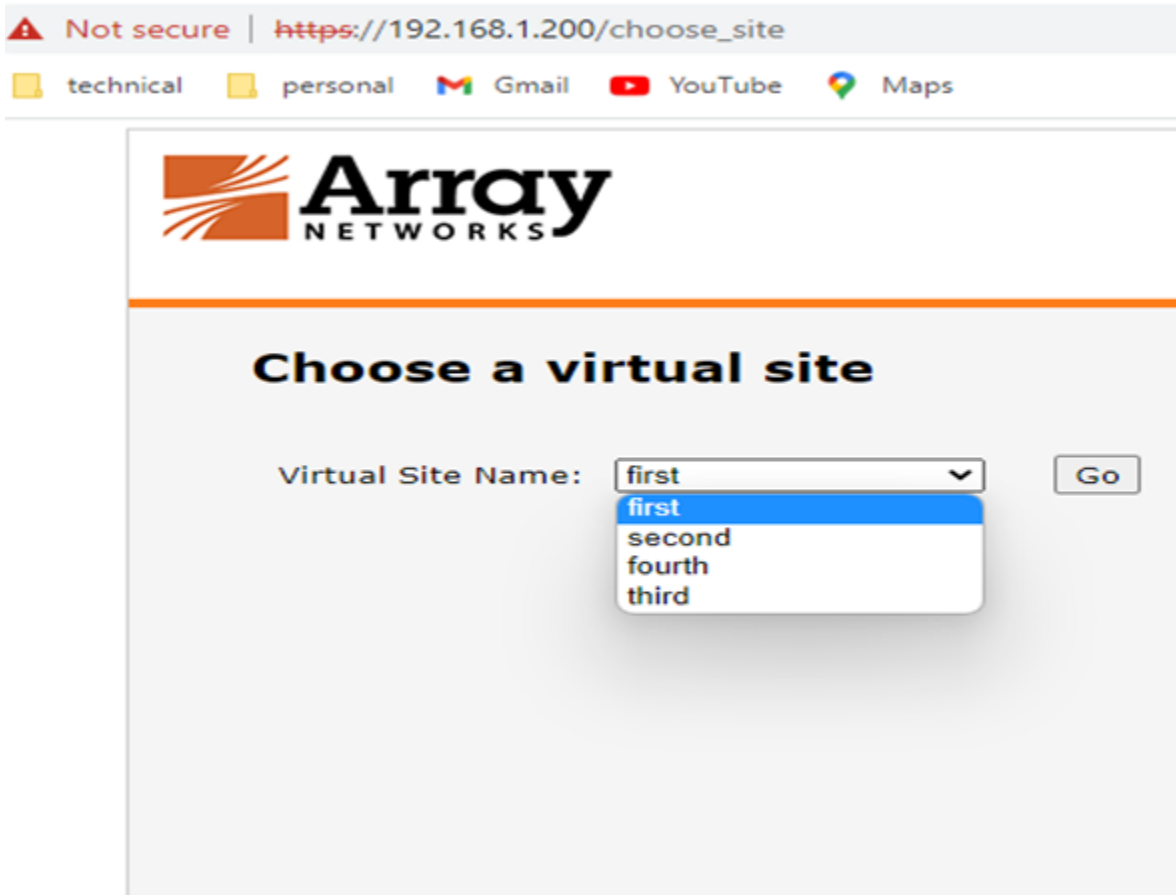 Not secure | https://192.168.1.200/choose_site
technical personal Gmail YouTube Maps
Array
NETWORKS
Choose a virtual site
Virtual Site Name: first Go
first
second
fourth
third